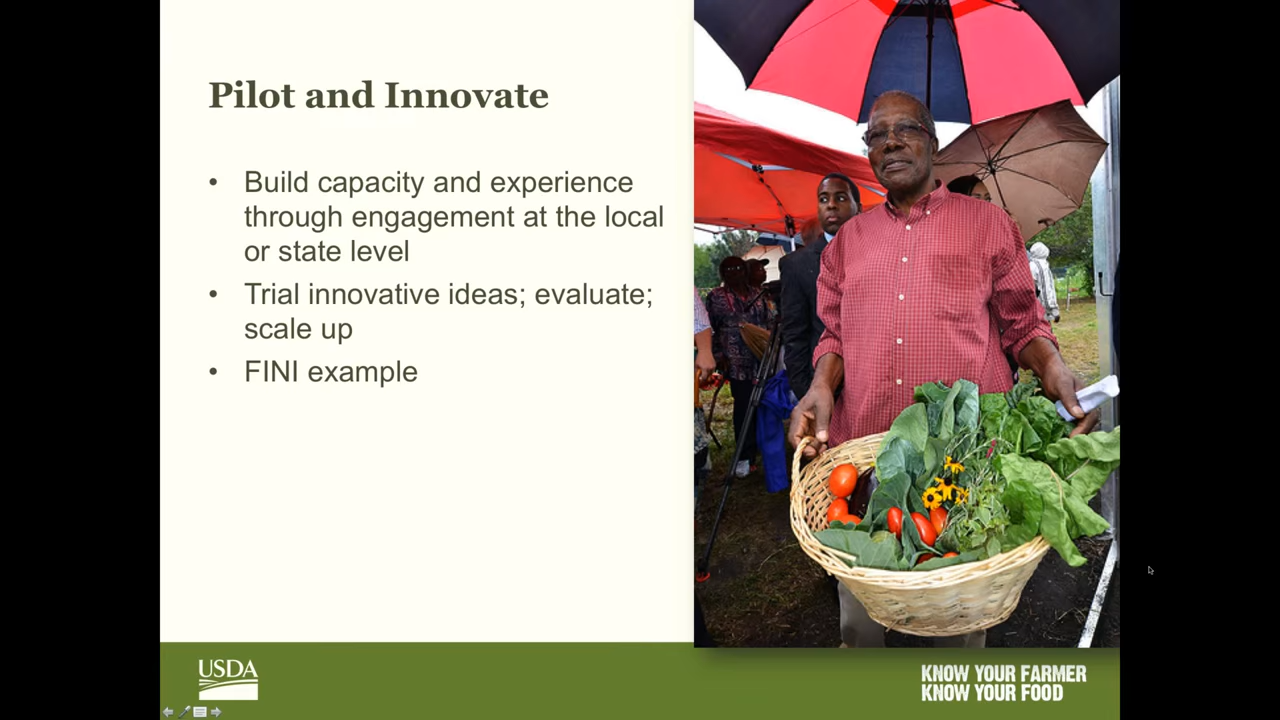 Pilot and Innovate
• Build capacity and experience
through engagement at the local
or state level
• Trial innovative ideas; evaluate;
scale up
• FINI example
USDA
KNOW YOUR FARMER
KNOW YOUR FOOD